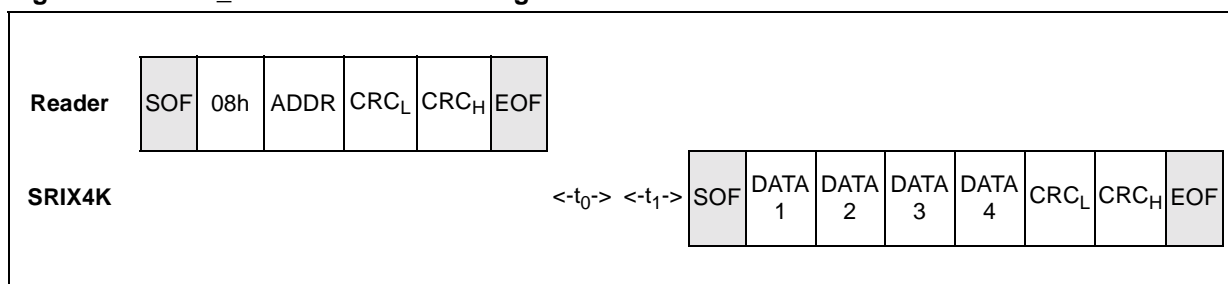 Reader SOF 08h ADDR CRCL CRCH EOF
SRIX4K <-t0-> <-t1-> SOF DATA 1 DATA 2 DATA 3 DATA 4 CRCL CRCH EOF